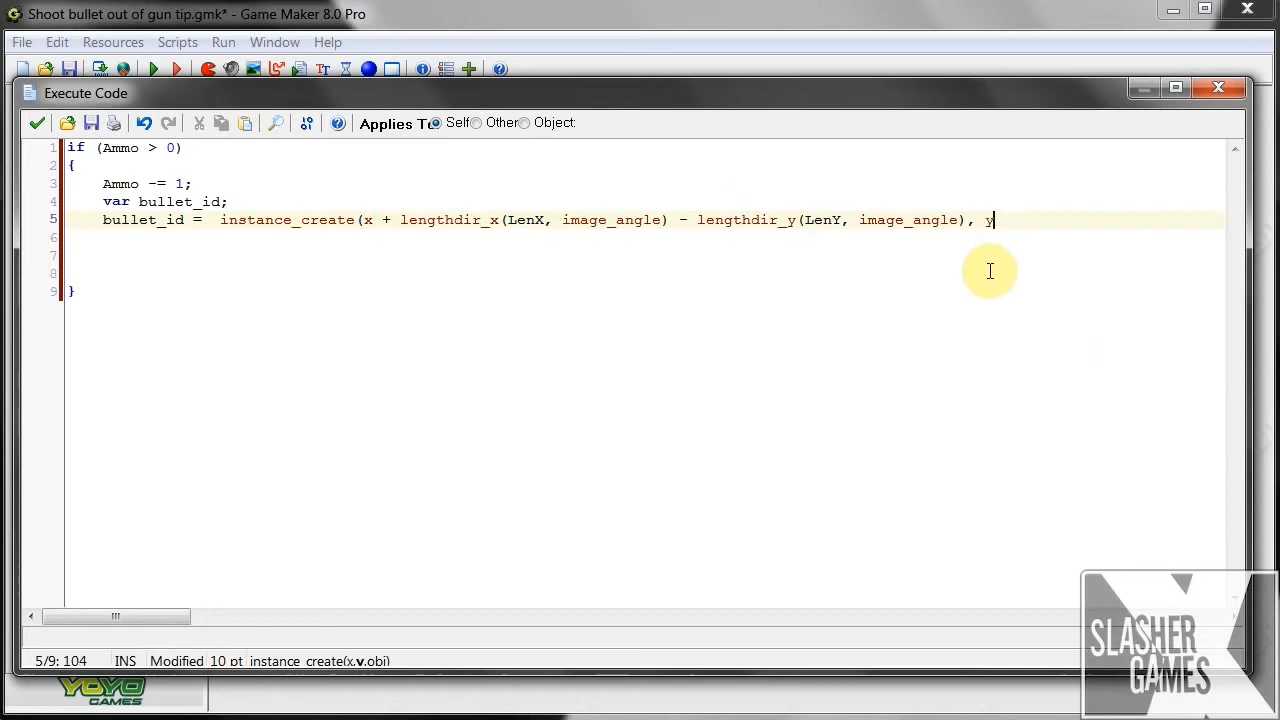 Shoot bullet out of gun tip.gmk* - Game Maker 8.0 Pro
File Edit Resources Scripts Run Window Help
Execute Code
Applies To Self Other Object:
1 if (Ammo > 0)
2 {
3 Ammo -= 1;
4 var bullet_id;
5 bullet_id =  instance_create(x + lengthdir_x(LenX, image_angle) - lengthdir_y(LenY, image_angle), y
6
7
8
9 }
5/9: 104 INS Modified 10 pt instance_create(x,y,obj)
YOYO
GAMES
SLASHER
GAMES